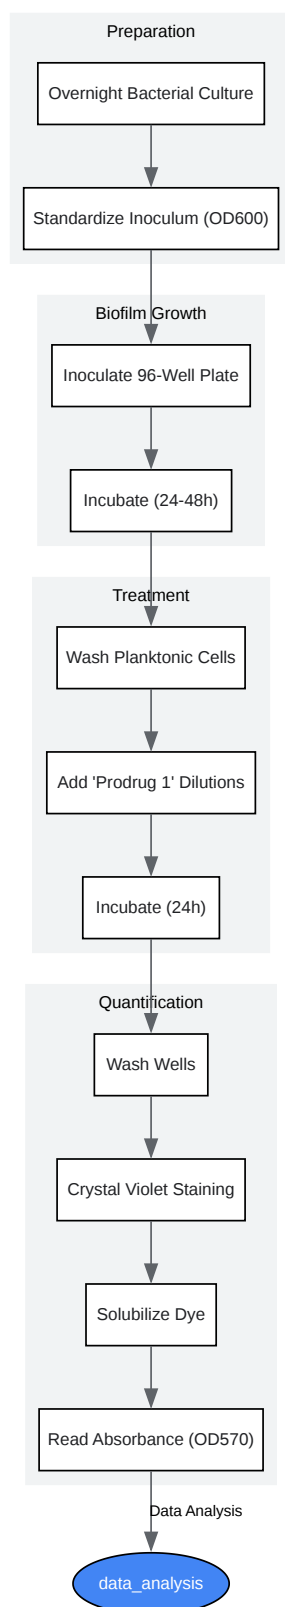 Preparation
Overnight Bacterial Culture
Standardize Inoculum (OD600)
Biofilm Growth
Inoculate 96-Well Plate
Incubate (24-48h)
Treatment
Wash Planktonic Cells
Add 'Prodrug 1' Dilutions
Incubate (24h)
Quantification
Wash Wells
Crystal Violet Staining
Solubilize Dye
Read Absorbance (OD570)
Data Analysis
data_analysis